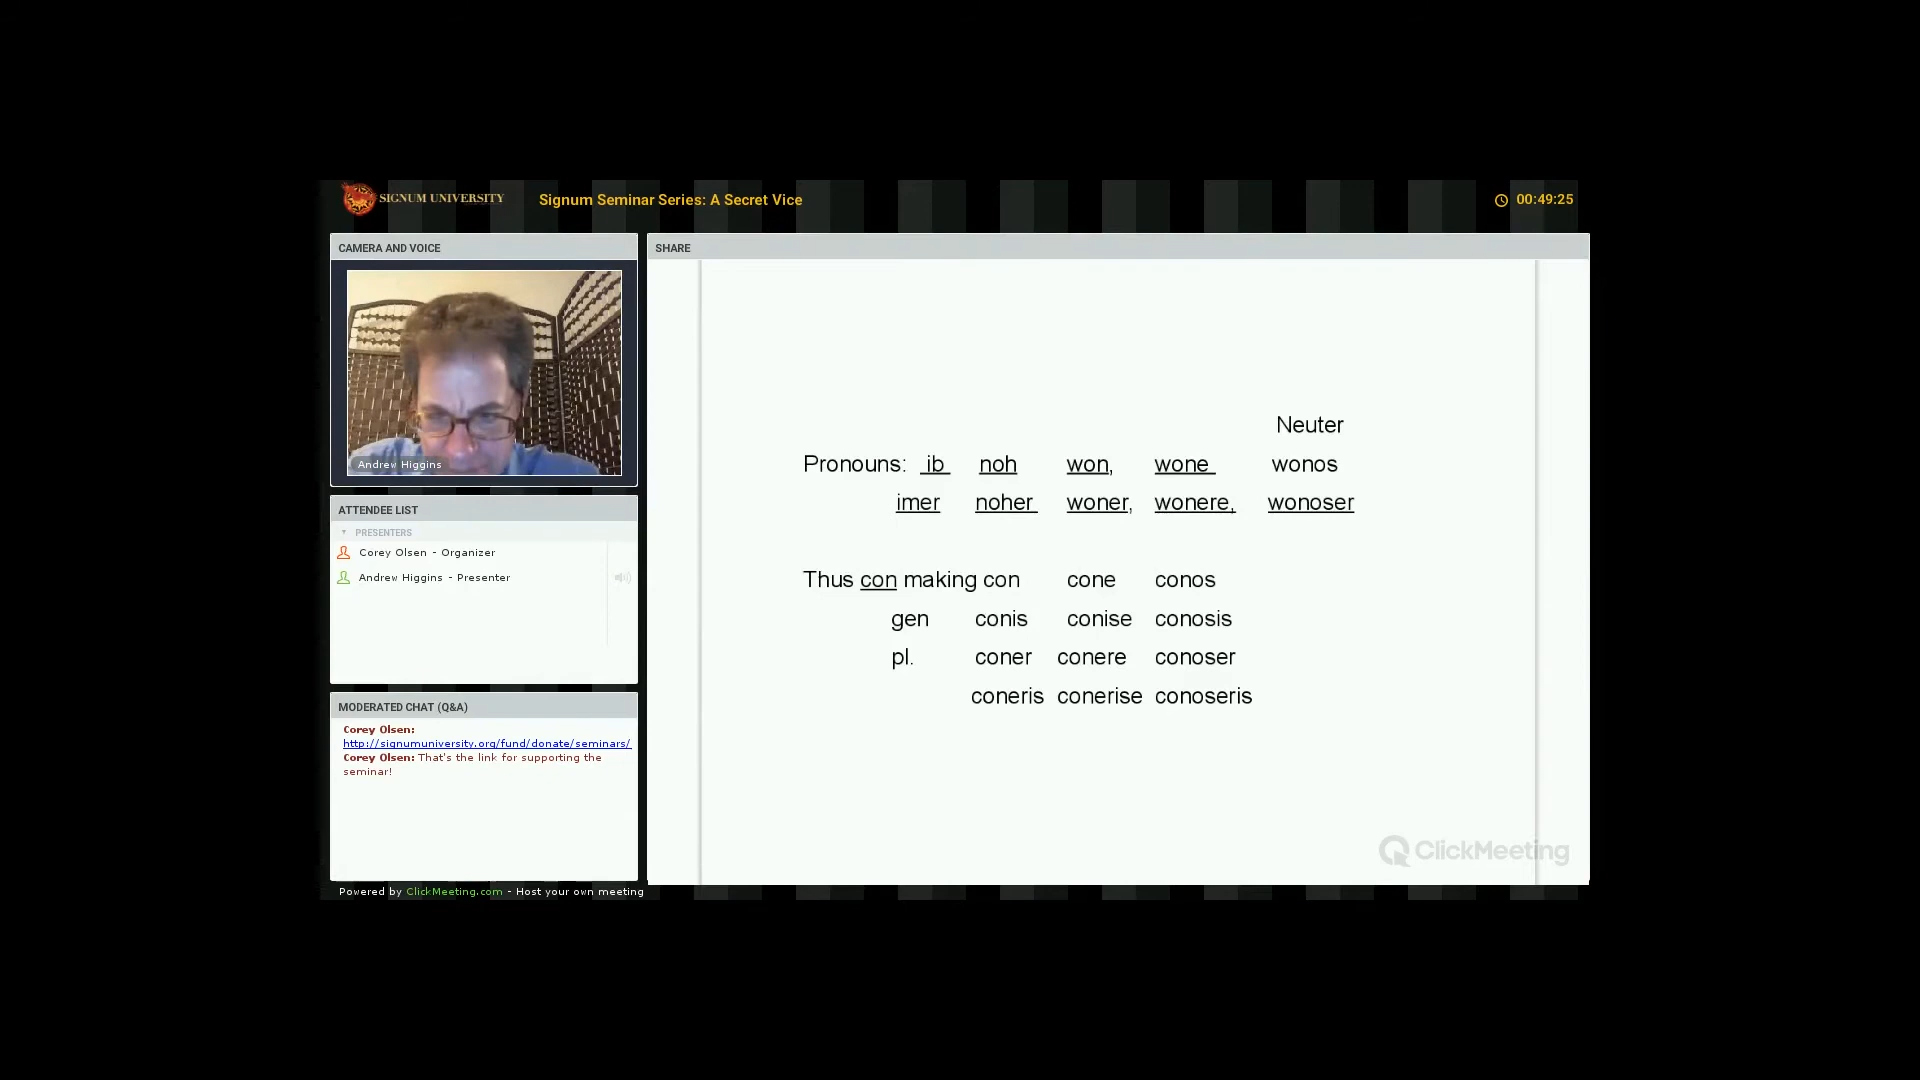 SIGNUM UNIVERSITY
Signum Seminar Series: A Secret Vice
00:49:25
CAMERA AND VOICE
Andrew Higgins
ATTENDEE LIST
PRESENTERS
Corey Olsen - Organizer
Andrew Higgins - Presenter
MODERATED CHAT (Q&A)
Corey Olsen:
http://signumuniversity.org/fund/donate/seminars/
Corey Olsen: That's the link for supporting the
seminar!
Powered by ClickMeeting.com - Host your own meeting
SHARE
Neuter
Pronouns: ib noh won, wone wonos
imer noher woner, wonere, wonoser
Thus con making con cone conos
gen conis conise conosis
pl. coner conere conoser
coneris conerise conoseris
ClickMeeting